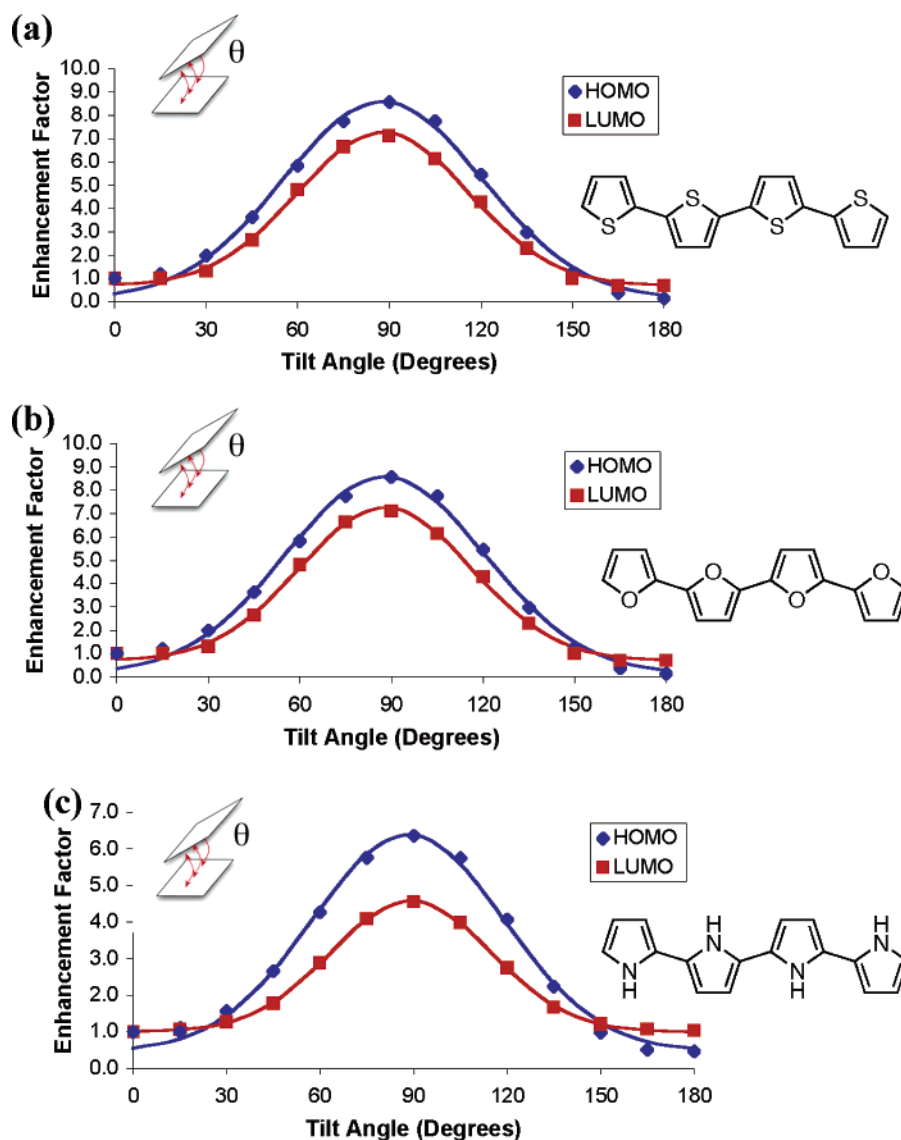 (a)
θ
10.0
9.0
8.0
7.0
6.0
5.0
4.0
3.0
2.0
1.0
0.0
Enhancement Factor
0 30 60 90 120 150 180
Tilt Angle (Degrees)
HOMO
LUMO
S S S S
(b)
θ
10.0
9.0
8.0
7.0
6.0
5.0
4.0
3.0
2.0
1.0
0.0
Enhancement Factor
0 30 60 90 120 150 180
Tilt Angle (Degrees)
HOMO
LUMO
O O O O
(c)
θ
7.0
6.0
5.0
4.0
3.0
2.0
1.0
0.0
Enhancement Factor
0 30 60 90 120 150 180
Tilt Angle (Degrees)
HOMO
LUMO
H H
N N N N
H H